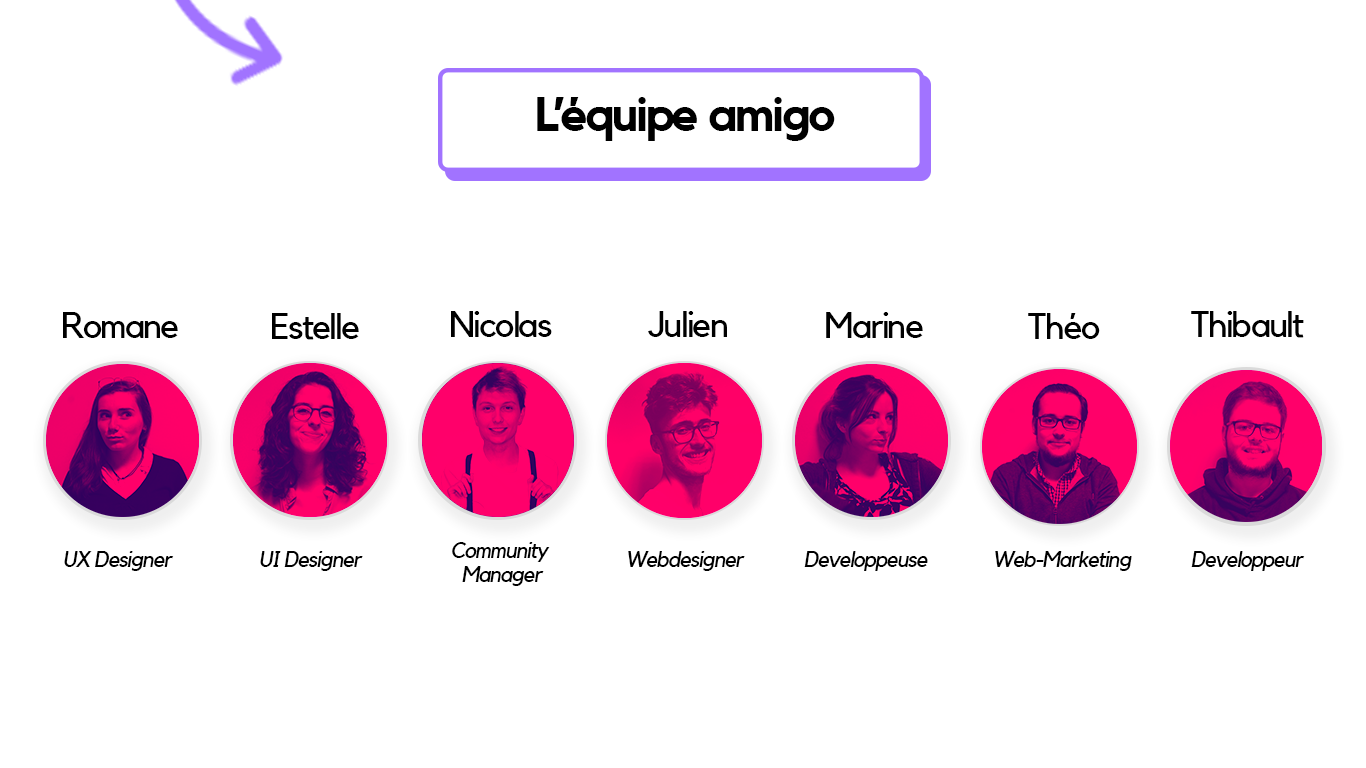 L'équipe amigo
Romane
Estelle
Nicolas
Julien
Marine
Théo
Thibault
UX Designer
UI Designer
Community
Manager
Webdesigner
Developpeuse
Web-Marketing
Developpeur